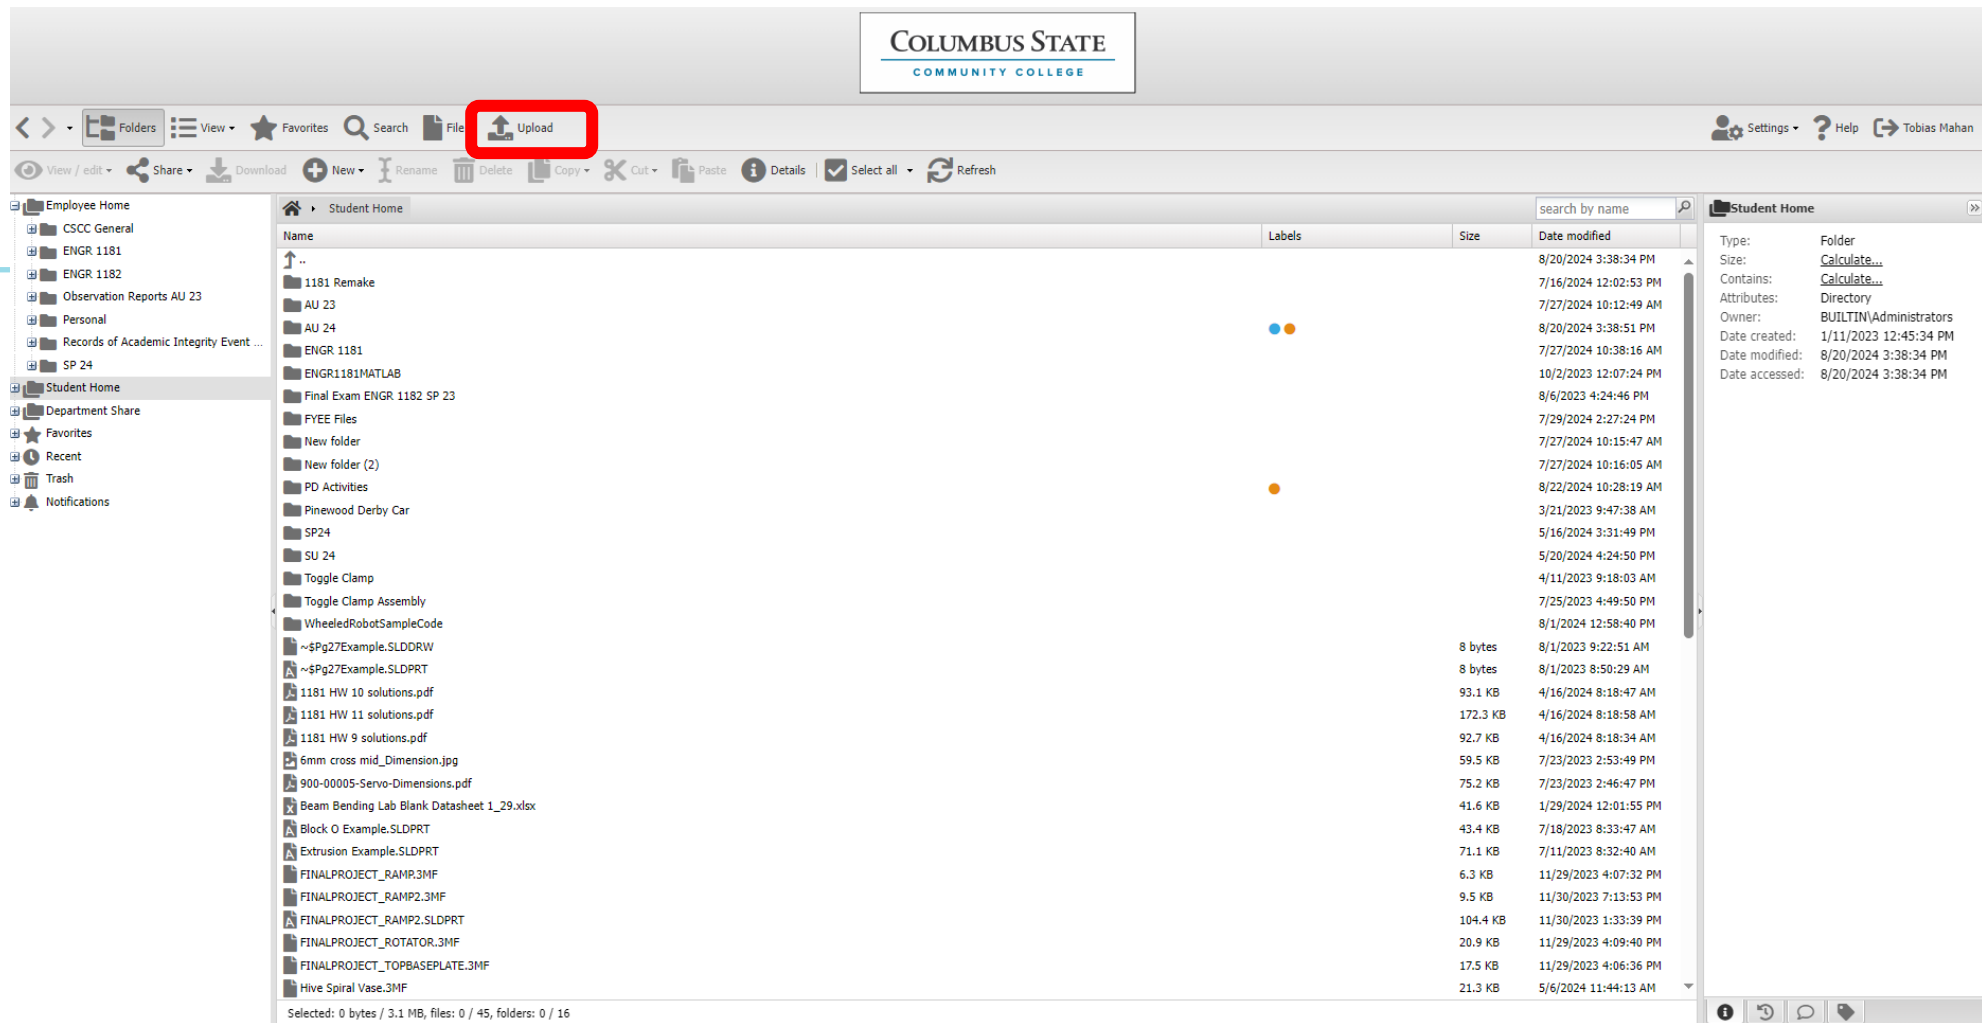 COLUMBUS STATE
COMMUNITY COLLEGE
Folders View Favorites Search File Upload Settings Help Tobias Mahan
View / edit Share Download New Rename Delete Copy Cut Paste Details Select all Refresh
Employee Home
CSCC General
ENGR 1181
ENGR 1182
Observation Reports AU 23
Personal
Records of Academic Integrity Event ...
SP 24
Student Home
Department Share
Favorites
Recent
Trash
Notifications
Student Home search by name
Name Labels Size Date modified
.. 8/20/2024 3:38:34 PM
1181 Remake 7/16/2024 12:02:53 PM
AU 23 7/27/2024 10:12:49 AM
AU 24 8/20/2024 3:38:51 PM
ENGR 1181 7/27/2024 10:38:16 AM
ENGR1181MATLAB 10/2/2023 12:07:24 PM
Final Exam ENGR 1182 SP 23 8/6/2023 4:24:46 PM
FYEE Files 7/29/2024 2:27:24 PM
New folder 7/27/2024 10:15:47 AM
New folder (2) 7/27/2024 10:16:05 AM
PD Activities 8/22/2024 10:28:19 AM
Pinewood Derby Car 3/21/2023 9:47:38 AM
SP24 5/16/2024 3:31:49 PM
SU 24 5/20/2024 4:24:50 PM
Toggle Clamp 4/11/2023 9:18:03 AM
Toggle Clamp Assembly 7/25/2023 4:49:50 PM
WheeledRobotSampleCode 8/1/2024 12:58:40 PM
~$Pg27Example.SLDDRW 8 bytes 8/1/2023 9:22:51 AM
~$Pg27Example.SLDPRT 8 bytes 8/1/2023 8:50:29 AM
1181 HW 10 solutions.pdf 93.1 KB 4/16/2024 8:18:47 AM
1181 HW 11 solutions.pdf 172.3 KB 4/16/2024 8:18:58 AM
1181 HW 9 solutions.pdf 92.7 KB 4/16/2024 8:18:34 AM
6mm cross mid_Dimension.jpg 59.5 KB 7/23/2023 2:53:49 PM
900-00005-Servo-Dimensions.pdf 75.2 KB 7/23/2023 2:46:47 PM
Beam Bending Lab Blank Datasheet 1_29.xlsx 41.6 KB 1/29/2024 12:01:55 PM
Block O Example.SLDPRT 43.4 KB 7/18/2023 8:33:47 AM
Extrusion Example.SLDPRT 71.1 KB 7/11/2023 8:32:40 AM
FINALPROJECT_RAMP.3MF 6.3 KB 11/29/2023 4:07:32 PM
FINALPROJECT_RAMP2.3MF 9.5 KB 11/30/2023 7:13:53 PM
FINALPROJECT_RAMP2.SLDPRT 104.4 KB 11/30/2023 1:33:39 PM
FINALPROJECT_ROTATOR.3MF 20.9 KB 11/29/2023 4:09:40 PM
FINALPROJECT_TOPBASEPLATE.3MF 17.5 KB 11/29/2023 4:06:36 PM
Hive Spiral Vase.3MF 21.3 KB 5/6/2024 11:44:13 AM
Selected: 0 bytes / 3.1 MB, files: 0 / 45, folders: 0 / 16
Student Home
Type: Folder
Size: Calculate...
Contains: Calculate...
Attributes: Directory
Owner: BUILTIN\Administrators
Date created: 1/11/2023 12:45:34 PM
Date modified: 8/20/2024 3:38:34 PM
Date accessed: 8/20/2024 3:38:34 PM